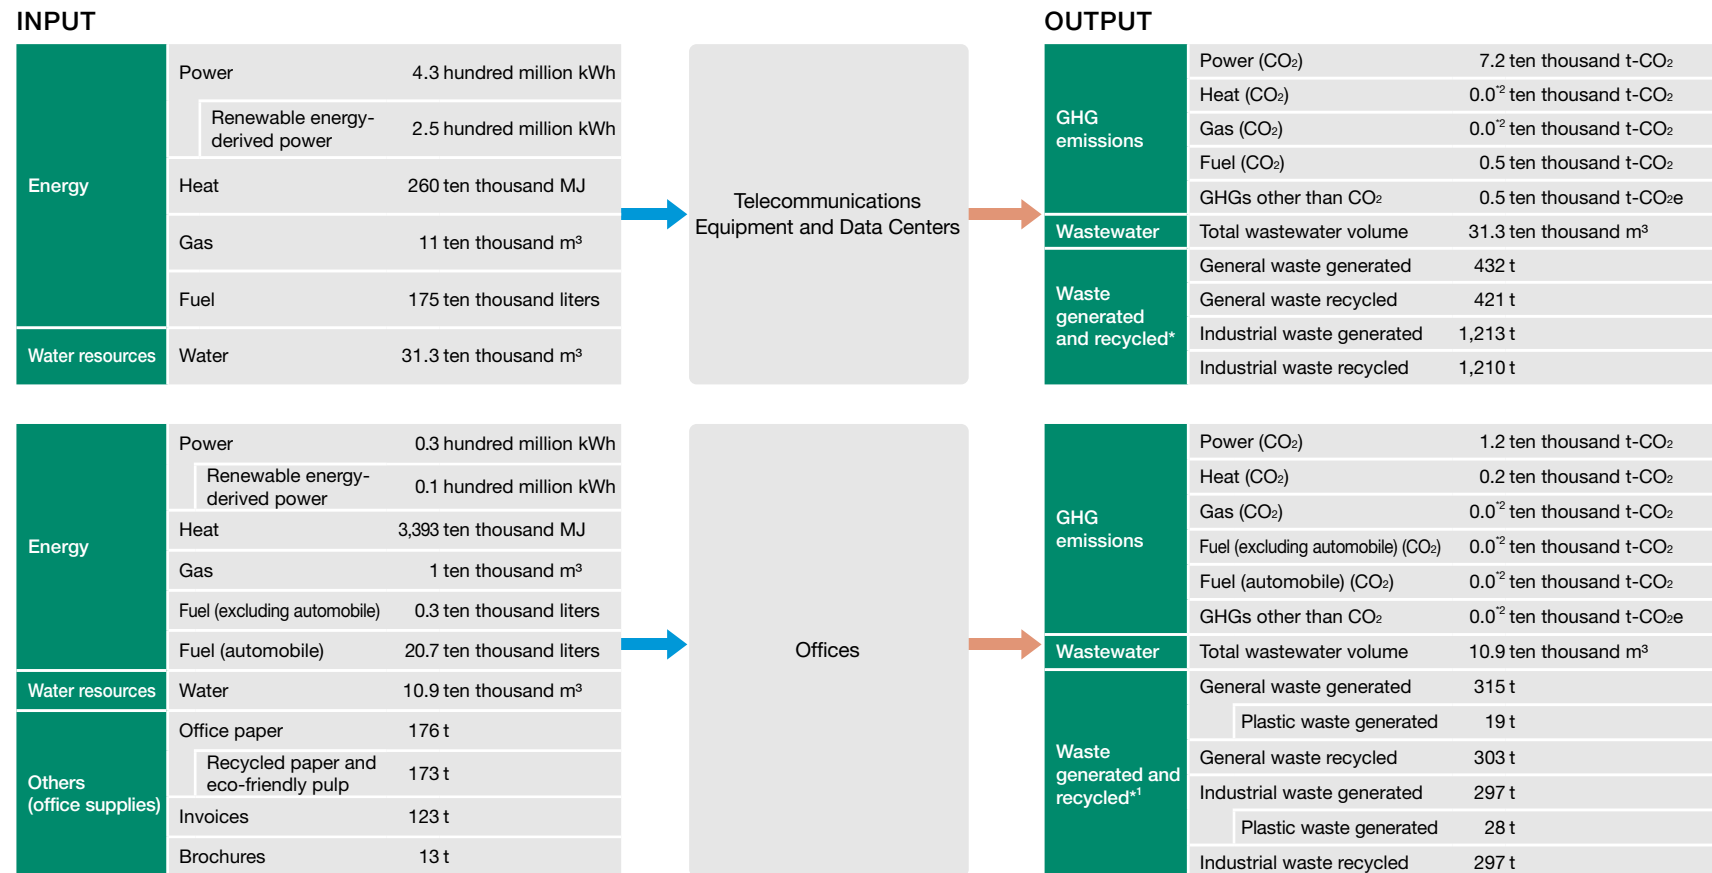 INPUT
Energy
Power 4.3 hundred million kWh
Renewable energy-
derived power 2.5 hundred million kWh
Heat 260 ten thousand MJ
Gas 11 ten thousand m³
Fuel 175 ten thousand liters
Water resources Water 31.3 ten thousand m³
Telecommunications
Equipment and Data Centers
OUTPUT
GHG
emissions
Power (CO₂) 7.2 ten thousand t-CO₂
Heat (CO₂) 0.0*² ten thousand t-CO₂
Gas (CO₂) 0.0*² ten thousand t-CO₂
Fuel (CO₂) 0.5 ten thousand t-CO₂
GHGs other than CO₂ 0.5 ten thousand t-CO₂e
Wastewater Total wastewater volume 31.3 ten thousand m³
Waste
generated
and recycled*
General waste generated 432 t
General waste recycled 421 t
Industrial waste generated 1,213 t
Industrial waste recycled 1,210 t
Energy
Power 0.3 hundred million kWh
Renewable energy-
derived power 0.1 hundred million kWh
Heat 3,393 ten thousand MJ
Gas 1 ten thousand m³
Fuel (excluding automobile) 0.3 ten thousand liters
Fuel (automobile) 20.7 ten thousand liters
Water resources Water 10.9 ten thousand m³
Others
(office supplies)
Office paper 176 t
Recycled paper and
eco-friendly pulp 173 t
Invoices 123 t
Brochures 13 t
Offices
GHG
emissions
Power (CO₂) 1.2 ten thousand t-CO₂
Heat (CO₂) 0.2 ten thousand t-CO₂
Gas (CO₂) 0.0*² ten thousand t-CO₂
Fuel (excluding automobile) (CO₂) 0.0*² ten thousand t-CO₂
Fuel (automobile) (CO₂) 0.0*² ten thousand t-CO₂
GHGs other than CO₂ 0.0*² ten thousand t-CO₂e
Wastewater Total wastewater volume 10.9 ten thousand m³
Waste
generated and
recycled*¹
General waste generated 315 t
Plastic waste generated 19 t
General waste recycled 303 t
Industrial waste generated 297 t
Plastic waste generated 28 t
Industrial waste recycled 297 t